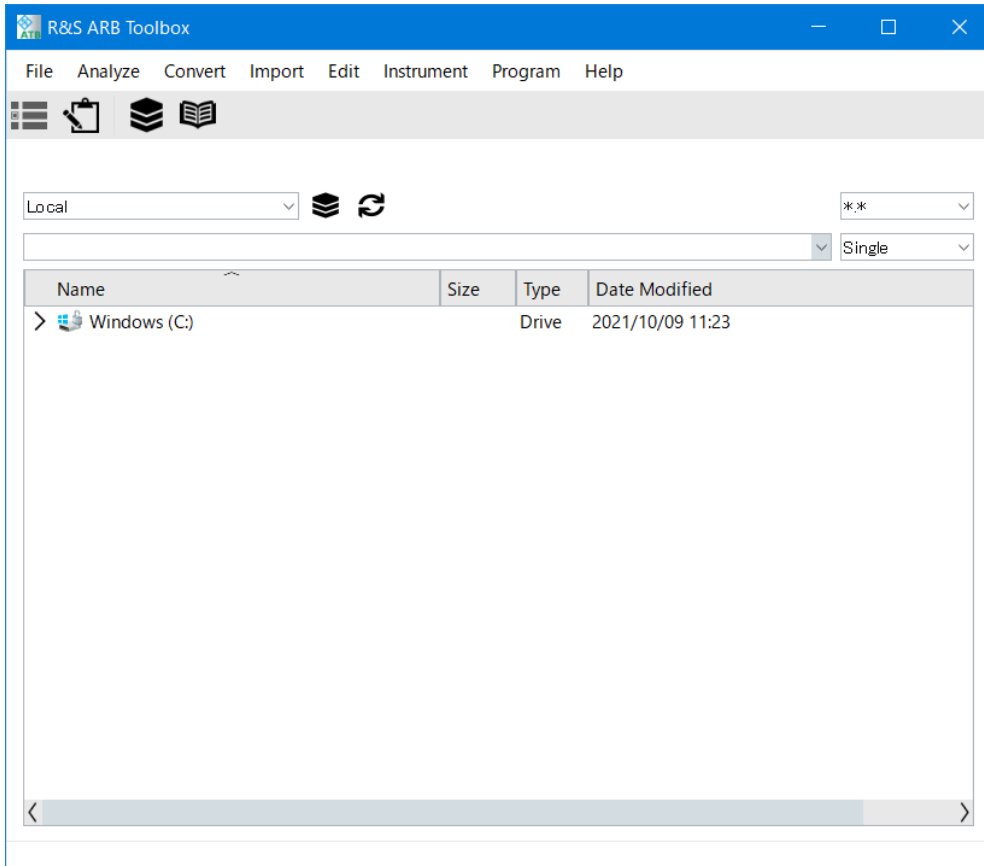 R&S ARB Toolbox
File Analyze Convert Import Edit Instrument Program Help
Local *.*
Single
Name Size Type Date Modified
Windows (C:) Drive 2021/10/09 11:23